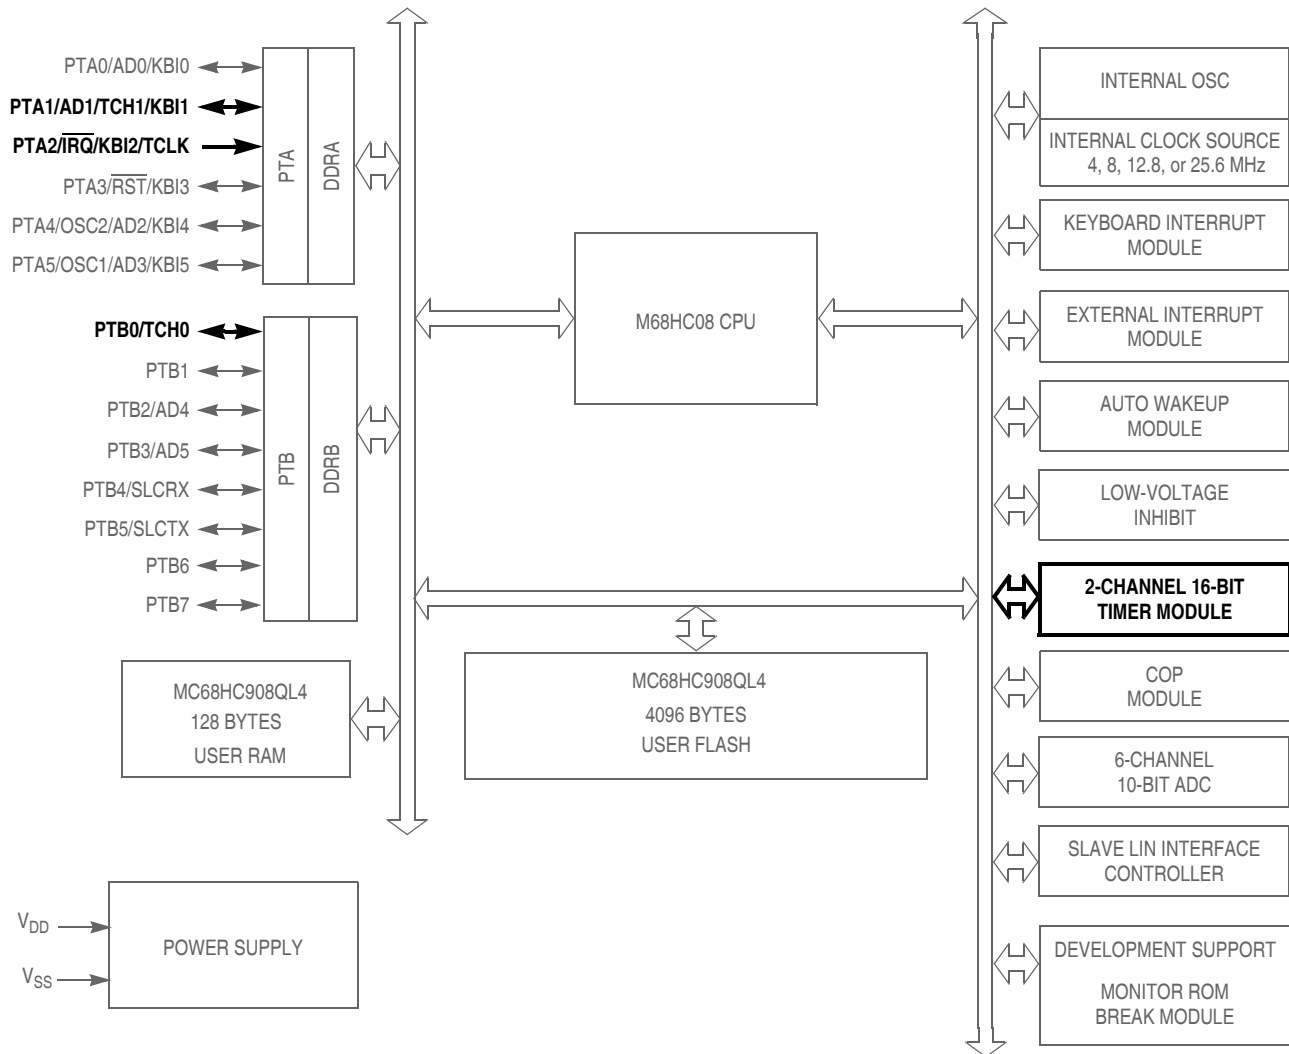 PTA0/AD0/KBI0
PTA1/AD1/TCH1/KBI1
PTA2/IRQ/KBI2/TCLK
PTA3/RST/KBI3
PTA4/OSC2/AD2/KBI4
PTA5/OSC1/AD3/KBI5
PTA
DDRA
PTB0/TCH0
PTB1
PTB2/AD4
PTB3/AD5
PTB4/SLCRX
PTB5/SLCTX
PTB6
PTB7
PTB
DDRB
MC68HC908QL4
128 BYTES
USER RAM
VDD
VSS
POWER SUPPLY
M68HC08 CPU
MC68HC908QL4
4096 BYTES
USER FLASH
INTERNAL OSC
INTERNAL CLOCK SOURCE
4, 8, 12.8, or 25.6 MHz
KEYBOARD INTERRUPT
MODULE
EXTERNAL INTERRUPT
MODULE
AUTO WAKEUP
MODULE
LOW-VOLTAGE
INHIBIT
2-CHANNEL 16-BIT
TIMER MODULE
COP
MODULE
6-CHANNEL
10-BIT ADC
SLAVE LIN INTERFACE
CONTROLLER
DEVELOPMENT SUPPORT
MONITOR ROM
BREAK MODULE